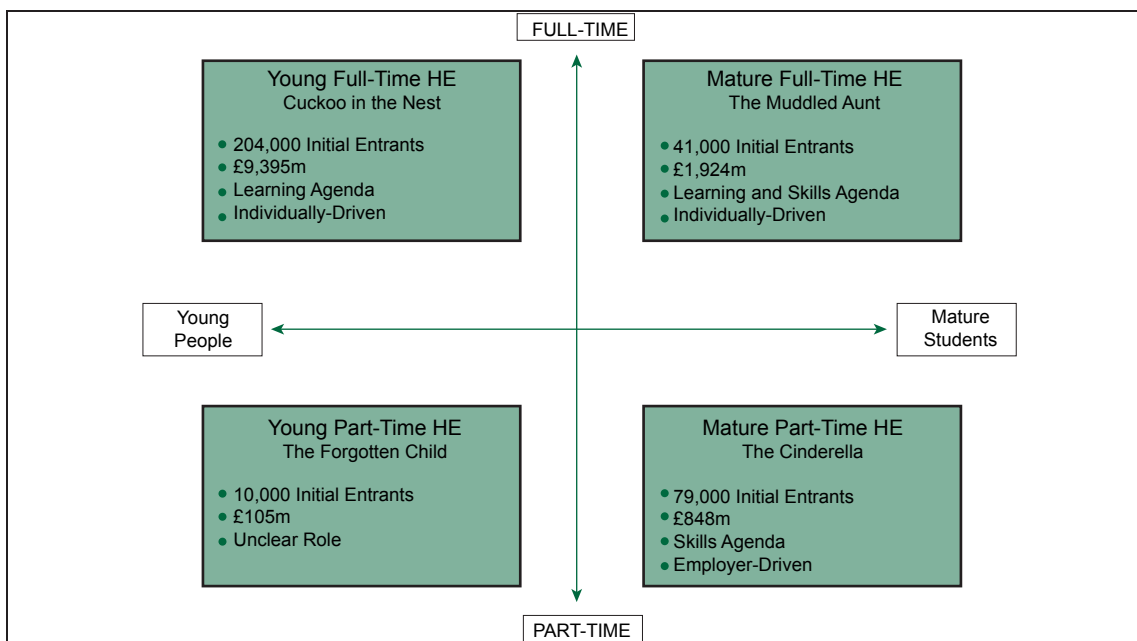 FULL-TIME
Young Full-Time HE
Cuckoo in the Nest
204,000 Initial Entrants
£9,395m
Learning Agenda
Individually-Driven
Mature Full-Time HE
The Muddled Aunt
41,000 Initial Entrants
£1,924m
Learning and Skills Agenda
Individually-Driven
Young
People
Mature
Students
Young Part-Time HE
The Forgotten Child
10,000 Initial Entrants
£105m
Unclear Role
Mature Part-Time HE
The Cinderella
79,000 Initial Entrants
£848m
Skills Agenda
Employer-Driven
PART-TIME